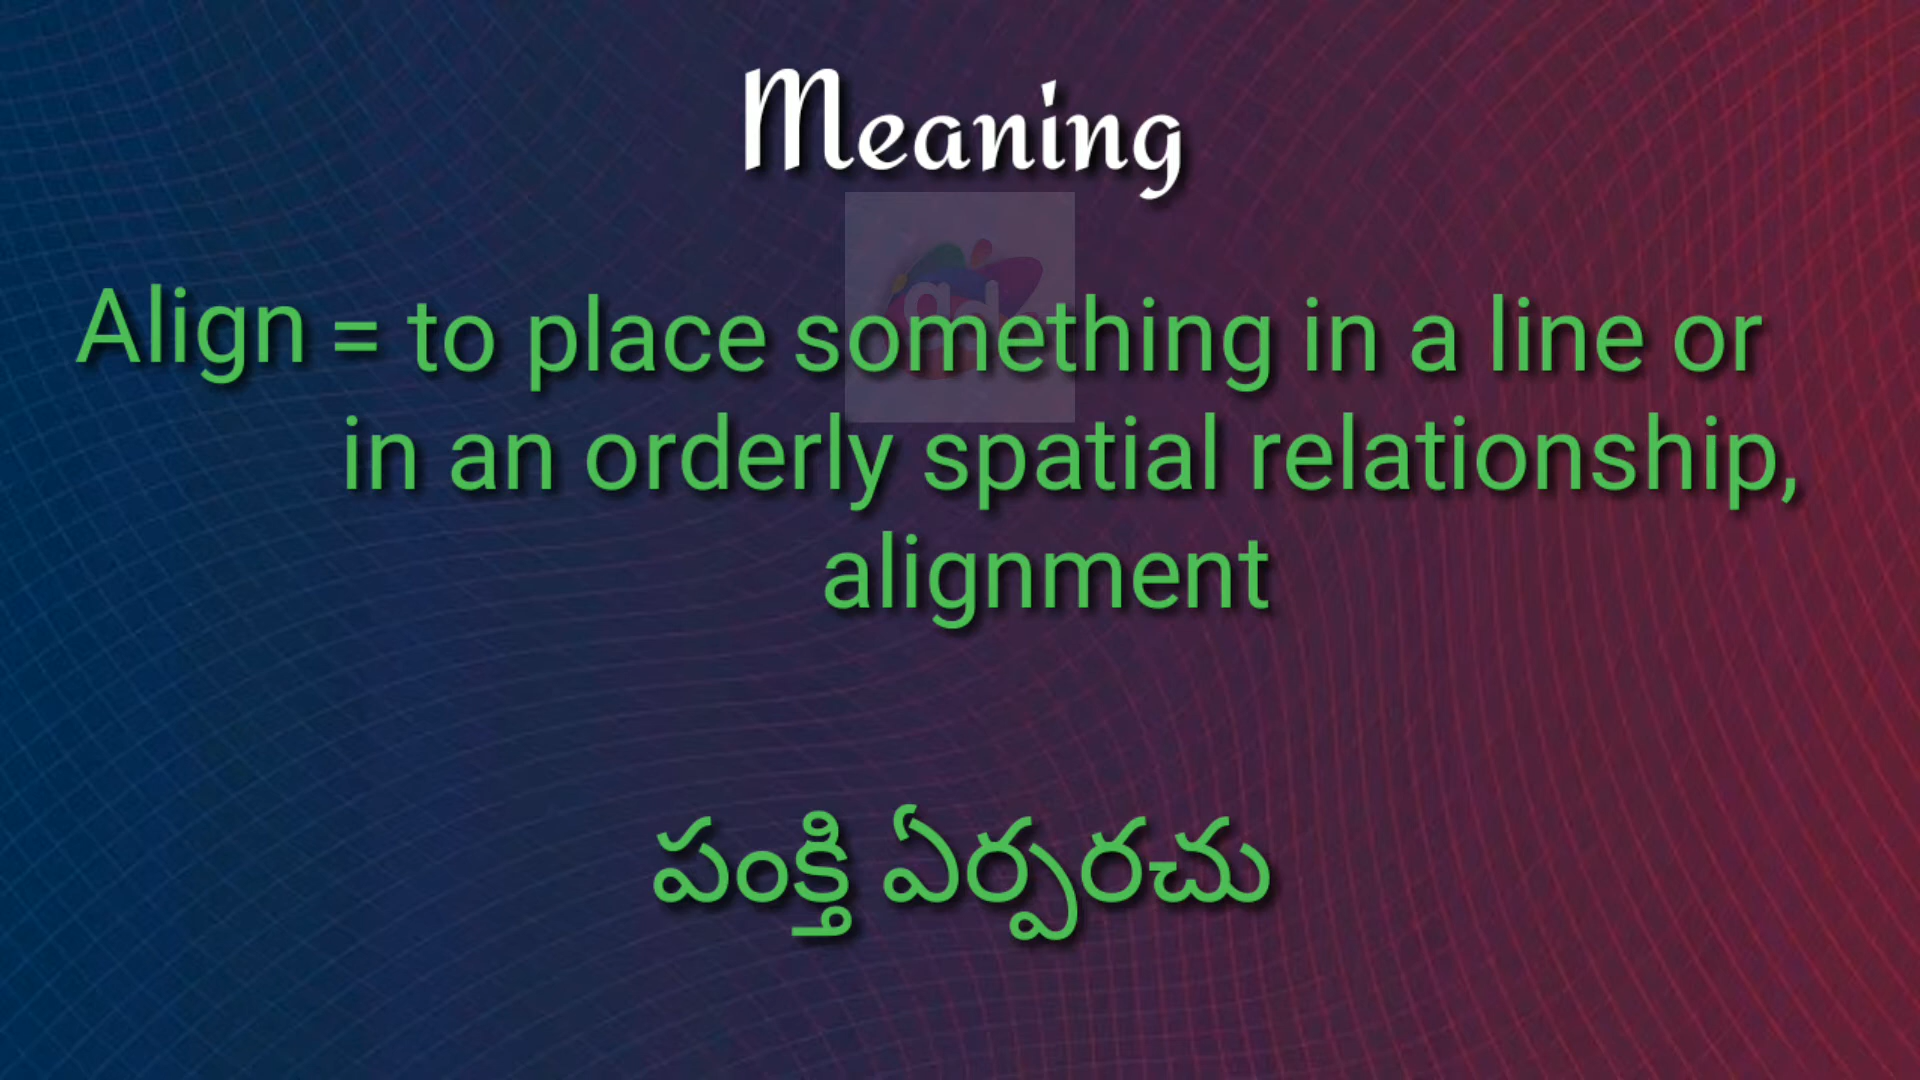 Meaning
Align = to place something in a line or
in an orderly spatial relationship,
alignment
పంక్తి ఏర్పరచు